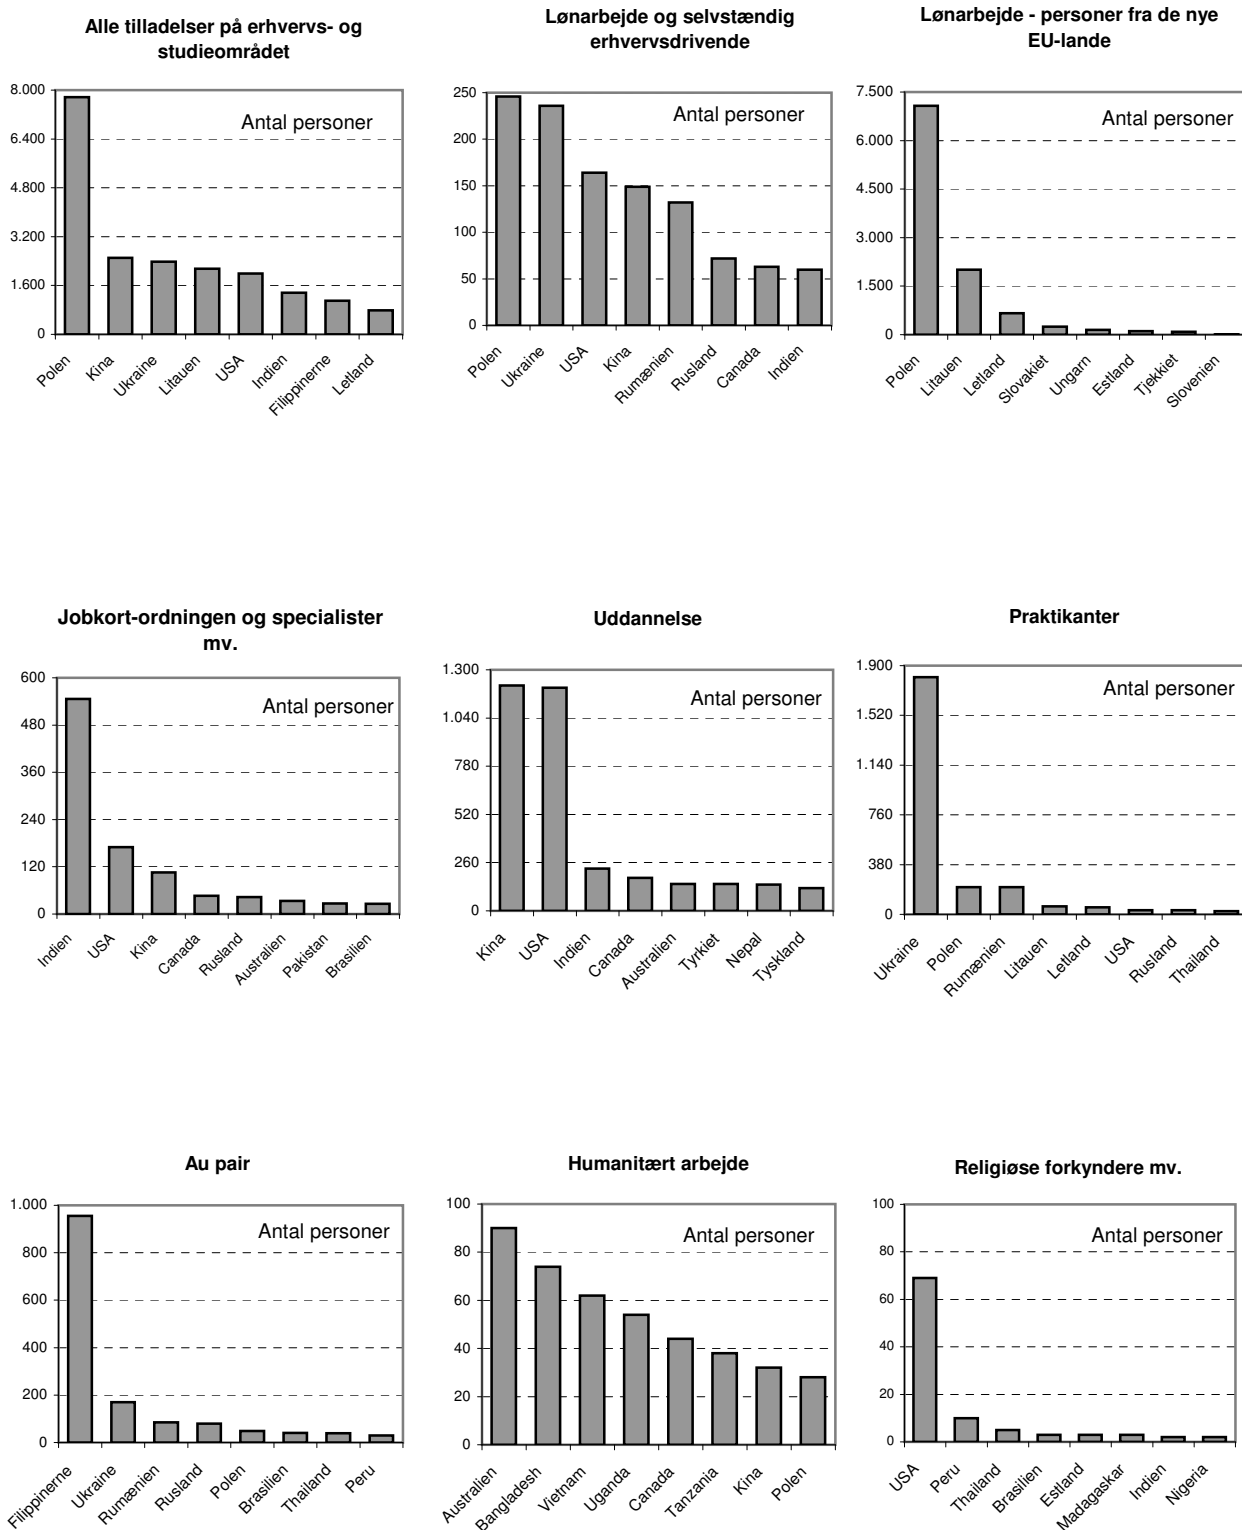 Alle tilladelser på erhvervs- og
studieområdet
Antal personer
8.000
6.400
4.800
3.200
1.600
0
Polen
Kina
Ukraine
Litauen
USA
Indien
Filippinerne
Letland
Lønarbejde og selvstændig
erhvervsdrivende
Antal personer
250
200
150
100
50
0
Polen
Ukraine
USA
Kina
Rumænien
Rusland
Canada
Indien
Lønarbejde - personer fra de nye
EU-lande
Antal personer
7.500
6.000
4.500
3.000
1.500
0
Polen
Litauen
Letland
Slovakiet
Ungarn
Estland
Tjekkiet
Slovenien
Jobkort-ordningen og specialister
mv.
Antal personer
600
480
360
240
120
0
Indien
USA
Kina
Canada
Rusland
Australien
Pakistan
Brasilien
Uddannelse
Antal personer
1.300
1.040
780
520
260
0
Kina
USA
Indien
Canada
Australien
Tyrkiet
Nepal
Tyskland
Praktikanter
Antal personer
1.900
1.520
1.140
760
380
0
Ukraine
Polen
Rumænien
Litauen
Letland
USA
Rusland
Thailand
Au pair
Antal personer
1.000
800
600
400
200
0
Filippinerne
Ukraine
Rumænien
Rusland
Polen
Brasilien
Thailand
Peru
Humanitært arbejde
Antal personer
100
80
60
40
20
0
Australien
Bangladesh
Vietnam
Uganda
Canada
Tanzania
Kina
Polen
Religiøse forkyndere mv.
Antal personer
100
80
60
40
20
0
USA
Peru
Thailand
Brasilien
Estland
Madagaskar
Indien
Nigeria